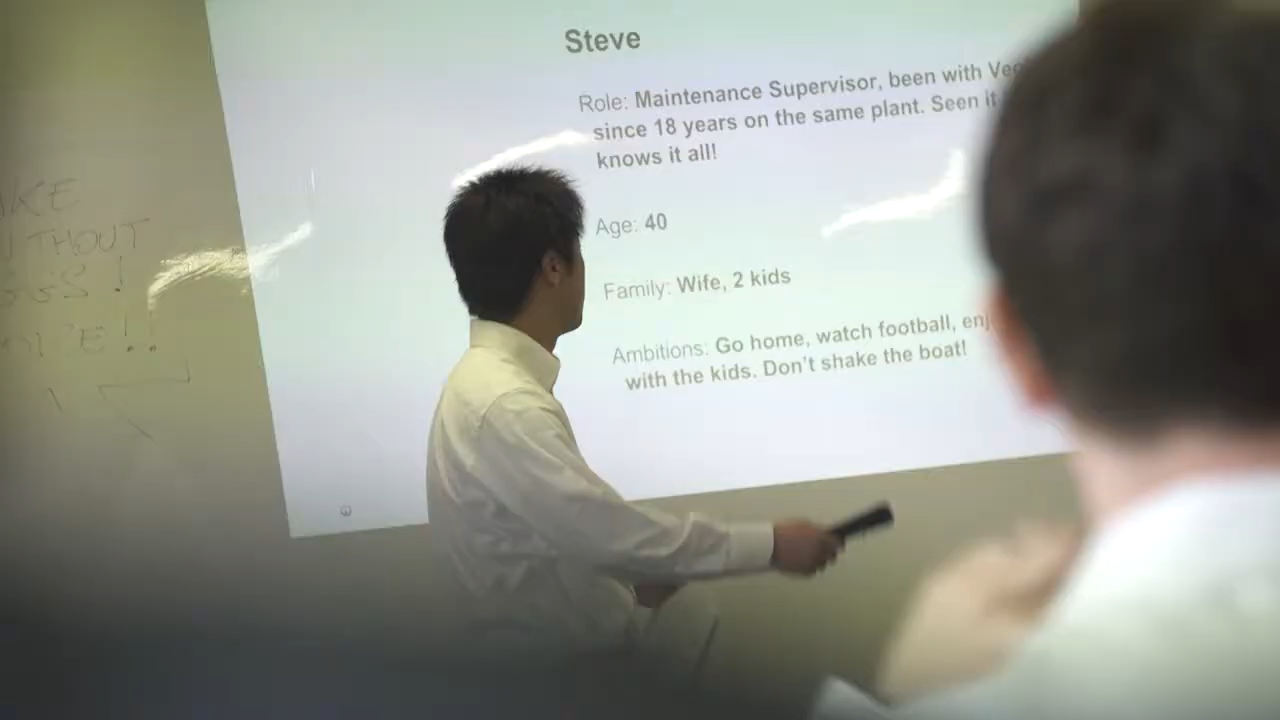 Steve
Role: Maintenance Supervisor, been with
since 18 years on the same plant. Seen it
knows it all!
Age: 40
Family: Wife, 2 kids
Ambitions: Go home, watch football,
with the kids. Don't shake the boat!
THOUT